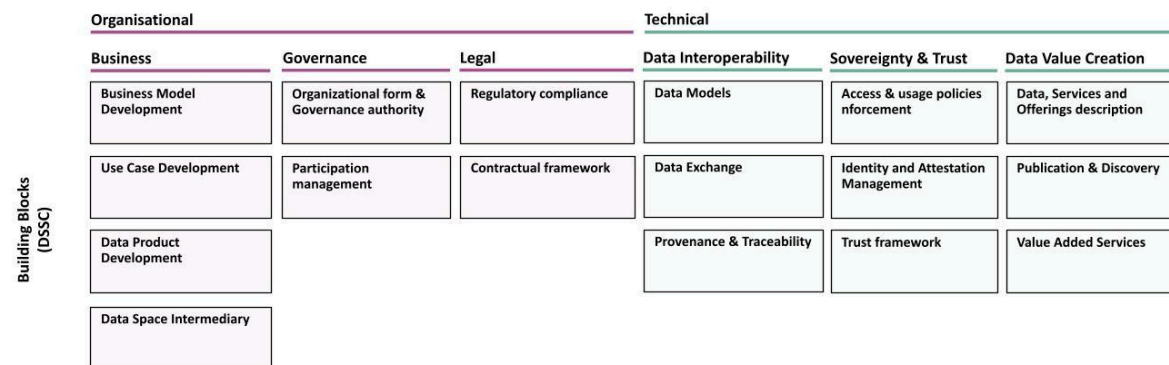 Organisational
Technical
Business
Governance
Legal
Data Interoperability
Sovereignty & Trust
Data Value Creation
Building Blocks
(DSSC)
Business Model
Development
Organizational form &
Governance authority
Regulatory compliance
Data Models
Access & usage policies
nforcement
Data, Services and
Offerings description
Use Case Development
Participation
management
Contractual framework
Data Exchange
Identity and Attestation
Management
Publication & Discovery
Data Product
Development
Provenance & Traceability
Trust framework
Value Added Services
Data Space Intermediary